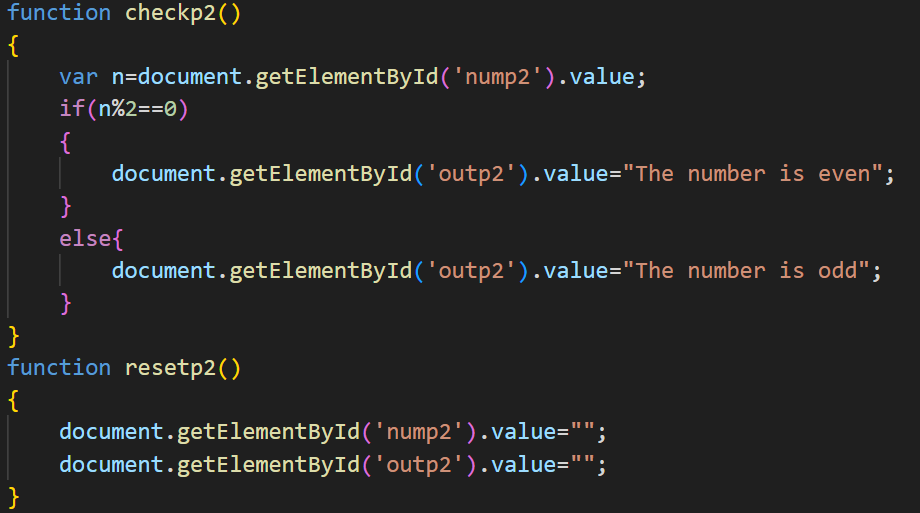 function checkp2()
{
    var n=document.getElementById('nump2').value;
    if(n%2==0)
    {
        document.getElementById('outp2').value="The number is even";
    }
    else{
        document.getElementById('outp2').value="The number is odd";
    }
}
function resetp2()
{
    document.getElementById('nump2').value="";
    document.getElementById('outp2').value="";
}